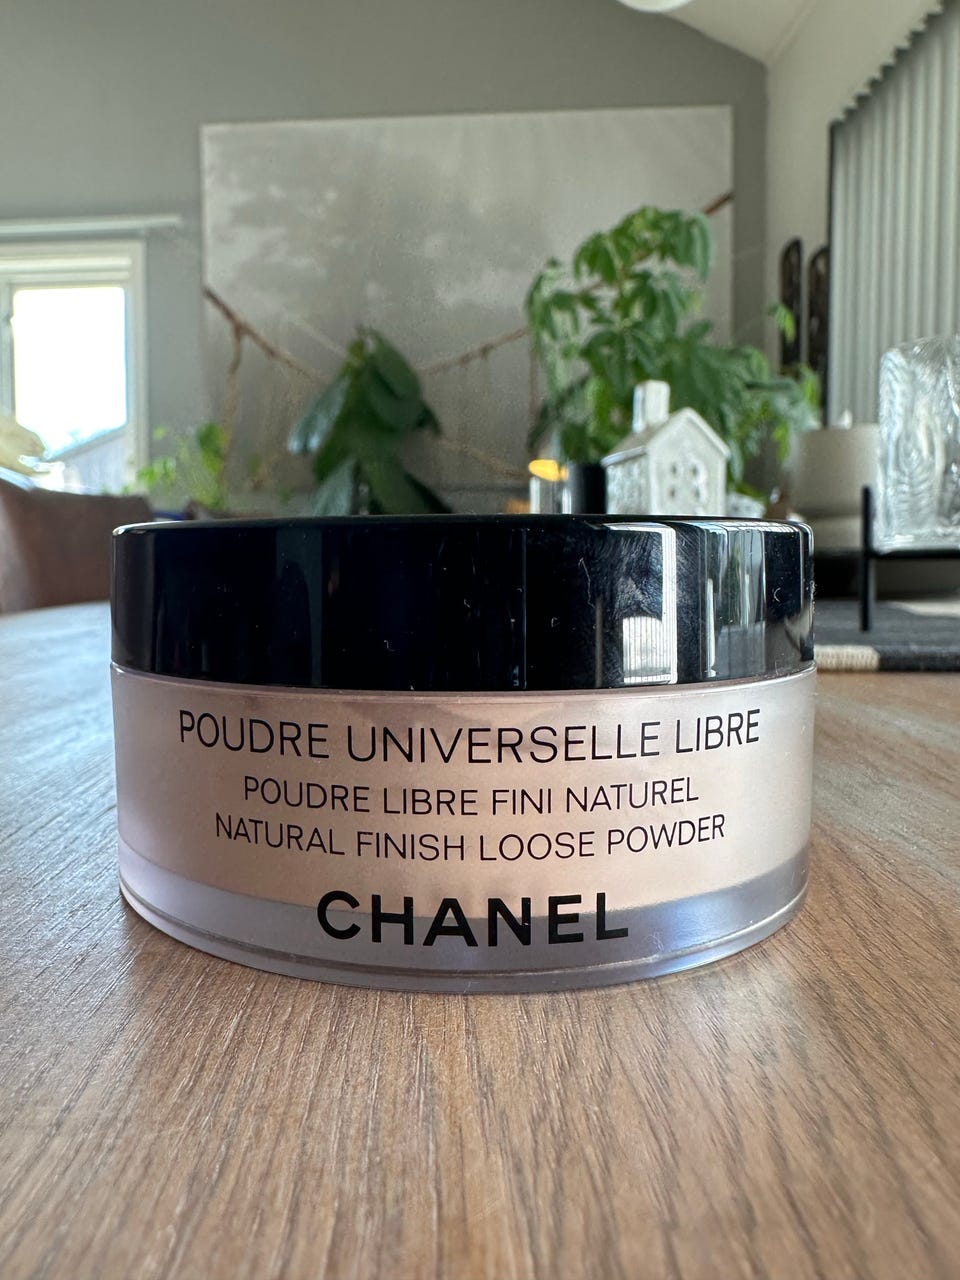 POUDRE UNIVERSELLE LIBRE
POUDRE LIBRE FINI NATUREL
NATURAL FINISH LOOSE POWDER
CHANEL